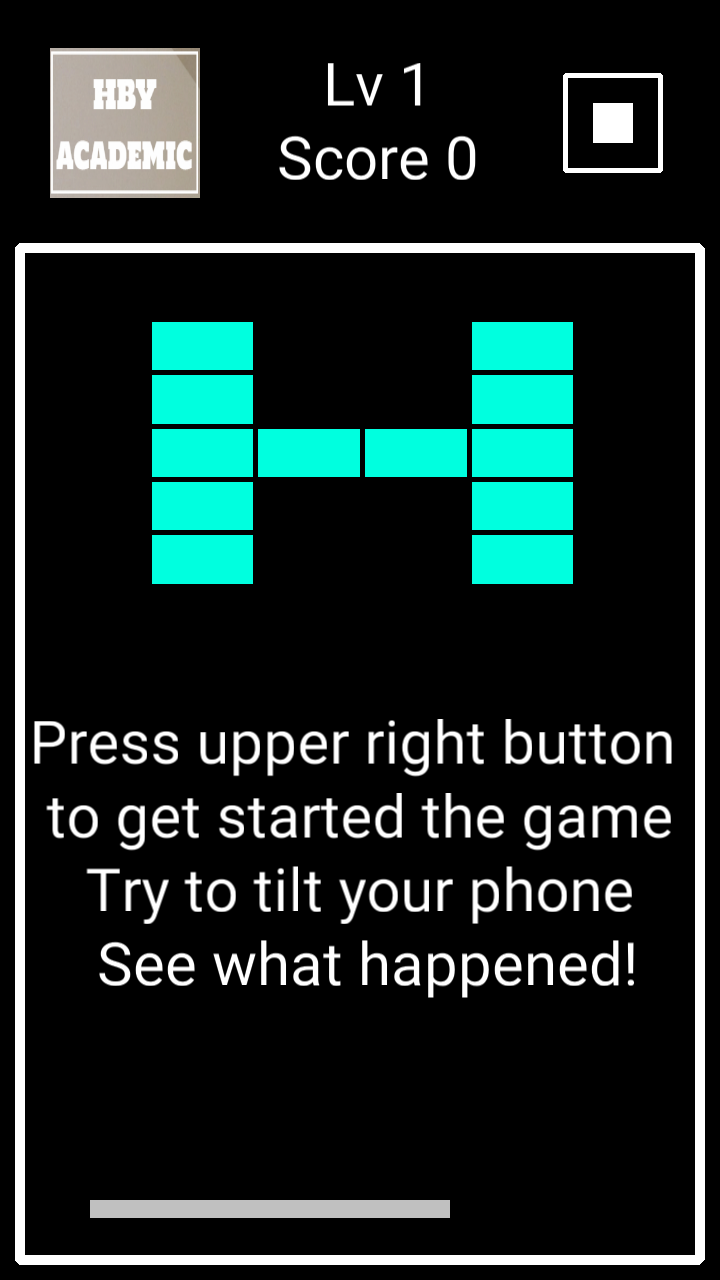 HBY
ACADEMIC
Lv 1
Score 0
Press upper right button
to get started the game
Try to tilt your phone
See what happened!